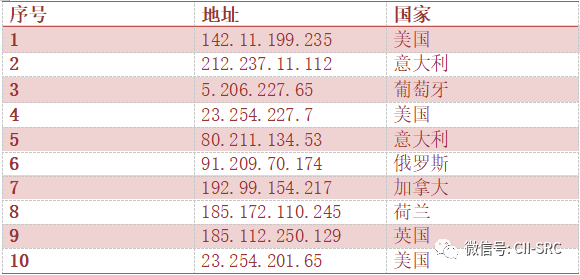 序号 地址 国家
1 142.11.199.235 美国
2 212.237.11.112 意大利
3 5.206.227.65 葡萄牙
4 23.254.227.7 美国
5 80.211.134.53 意大利
6 91.209.70.174 俄罗斯
7 192.99.154.217 加拿大
8 185.172.110.245 荷兰
9 185.112.250.129 英国
10 23.254.201.65 美国
微信号: CII-SRC